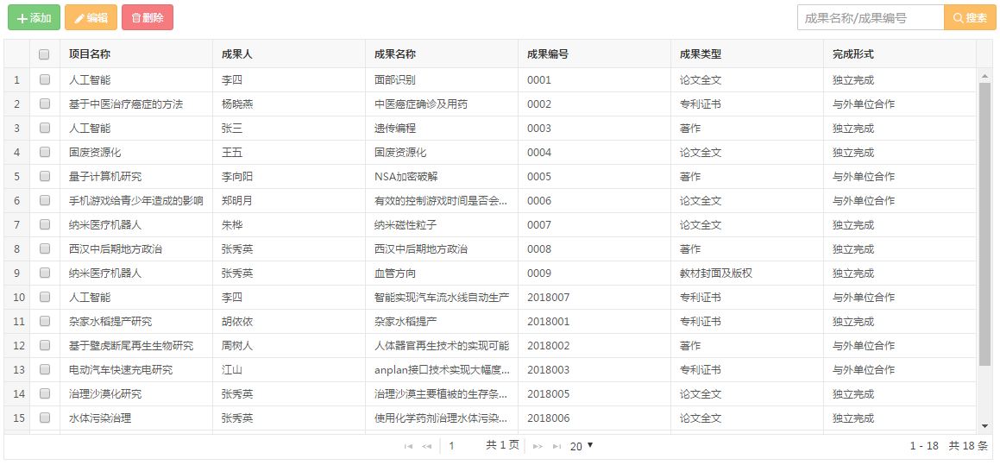 添加 编辑 删除 成果名称/成果编号 搜索
项目名称 成果人 成果名称 成果编号 成果类型 完成形式
1 人工智能 李四 面部识别 0001 论文全文 独立完成
2 基于中医治疗癌症的方法 杨晓燕 中医癌症确诊及用药 0002 专利证书 与外单位合作
3 人工智能 张三 遗传编程 0003 著作 独立完成
4 固废资源化 王五 固废资源化 0004 论文全文 独立完成
5 量子计算机研究 李向阳 NSA加密破解 0005 著作 与外单位合作
6 手机游戏给青少年造成的影响 郑明月 有效的控制游戏时间是否会... 0006 论文全文 与外单位合作
7 纳米医疗机器人 朱桦 纳米磁性粒子 0007 论文全文 独立完成
8 西汉中后期地方政治 张秀英 西汉中后期地方政治 0008 著作 独立完成
9 纳米医疗机器人 张秀英 血管方向 0009 教材封面及版权 独立完成
10 人工智能 李四 智能实现汽车流水线自动生产 2018007 专利证书 与外单位合作
11 杂家水稻提产研究 胡依依 杂家水稻提产 2018001 专利证书 独立完成
12 基于壁虎断尾再生生物研究 周树人 人体器官再生技术的实现可能 2018002 著作 与外单位合作
13 电动汽车快速充电研究 江山 anplan接口技术实现大幅度... 2018003 专利证书 与外单位合作
14 治理沙漠化研究 张秀英 治理沙漠主要植被的生存条... 2018005 论文全文 独立完成
15 水体污染治理 张秀英 使用化学药剂治理水体污染... 2018006 论文全文 独立完成
1 共 1 页 20 1 - 18 共 18 条